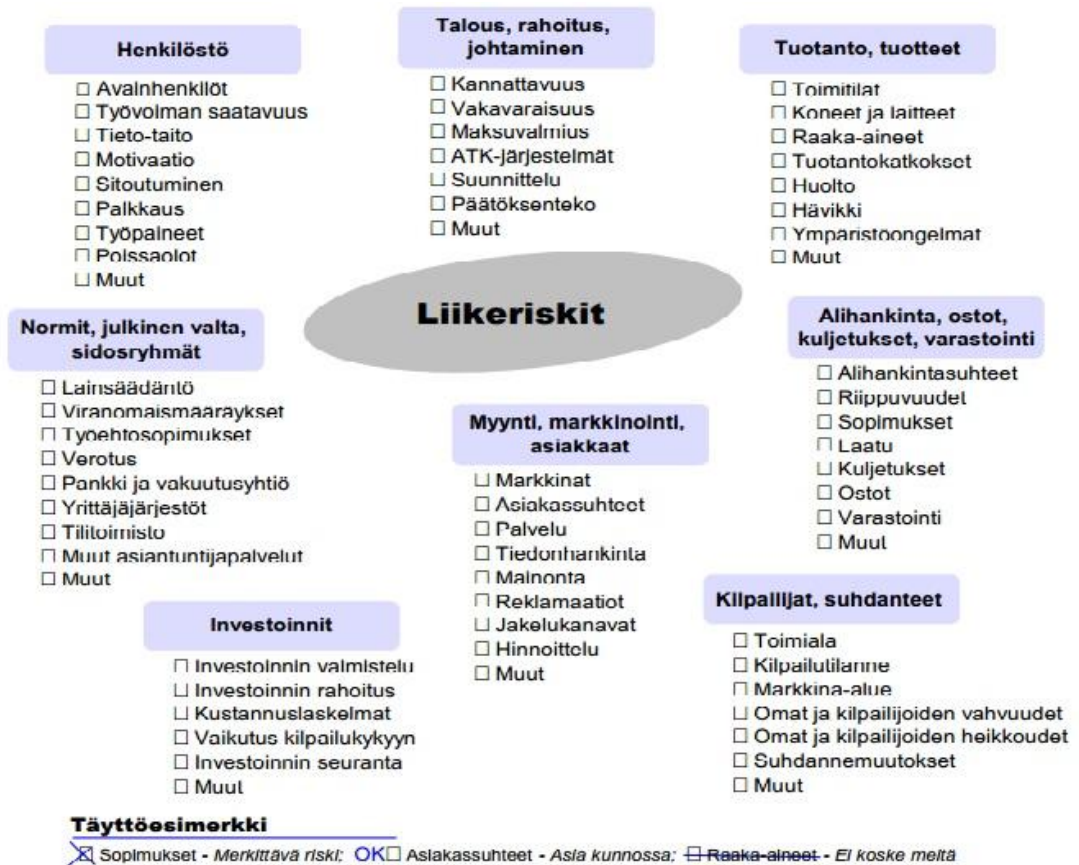 Henkilöstö
☐ Avainhenkilöt
☐ Työvoiman saatavuus
☐ Tieto-taito
☐ Motivaatio
☐ Sitoutuminen
☐ Palkkaus
☐ Työpaineet
☐ Poissaolot
☐ Muut
Talous, rahoitus,
johtaminen
☐ Kannattavuus
☐ Vakavaraisuus
☐ Maksuvalmius
☐ ATK-järjestelmät
☐ Suunnittelu
☐ Päätöksenteko
☐ Muut
Tuotanto, tuotteet
☐ Toimitilat
☐ Koneet ja laitteet
☐ Raaka-aineet
☐ Tuotantokatkokset
☐ Huolto
☐ Hävikki
☐ Ympäristöongelmat
☐ Muut
Liikeriskit
Normit, julkinen valta,
sidosryhmät
☐ Lainsäädäntö
☐ Viranomaismääräykset
☐ Työehtosopimukset
☐ Verotus
☐ Pankki ja vakuutusyhtiö
☐ Yrittäjäjärjestöt
☐ Tilitoimisto
☐ Muut asiantuntijapalvelut
☐ Muut
Myynti, markkinointi,
asiakkaat
☐ Markkinat
☐ Asiakassuhteet
☐ Palvelu
☐ Tiedonhankinta
☐ Mainonta
☐ Reklamaatiot
☐ Jakelukanavat
☐ Hinnoittelu
☐ Muut
Alihankinta, ostot,
kuljetukset, varastointi
☐ Alihankintasuhteet
☐ Riippuvuudet
☐ Sopimukset
☐ Laatu
☐ Kuljetukset
☐ Ostot
☐ Varastointi
☐ Muut
Investoinnit
☐ Investoinnin valmistelu
☐ Investoinnin rahoitus
☐ Kustannuslaskelmat
☐ Vaikutus kilpailukykyyn
☐ Investoinnin seuranta
☐ Muut
Kilpailijat, suhdanteet
☐ Toimiala
☐ Kilpailutilanne
☐ Markkina-alue
☐ Omat ja kilpailijoiden vahvuudet
☐ Omat ja kilpailijoiden heikkoudet
☐ Suhdannemuutokset
☐ Muut
Täyttöesimerkki
☒ Sopimukset - Merkittävä riski; OK☐ Asiakassuhteet - Asia kunnossa; ☐ Raaka-aineet - Ei koske meitä